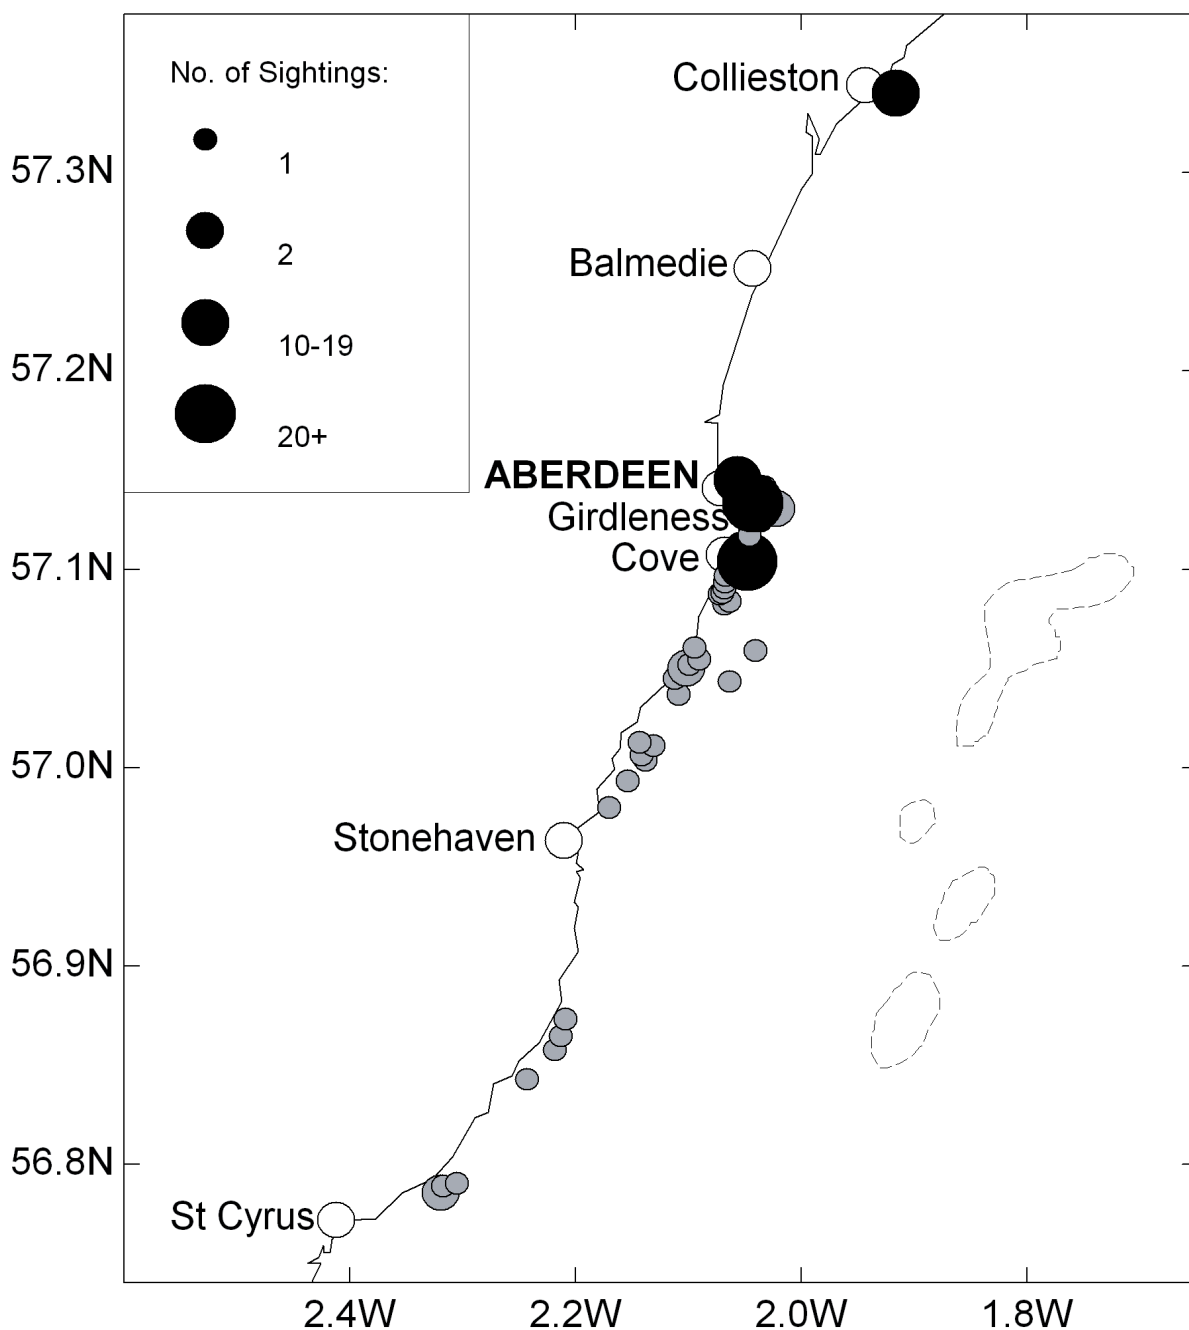 No. of Sightings:
1
2
10-19
20+
Collieston
57.3N
Balmedie
57.2N
ABERDEEN
Girdleness
Cove
57.1N
57.0N
Stonehaven
56.9N
56.8N
St Cyrus
2.4W 2.2W 2.0W 1.8W